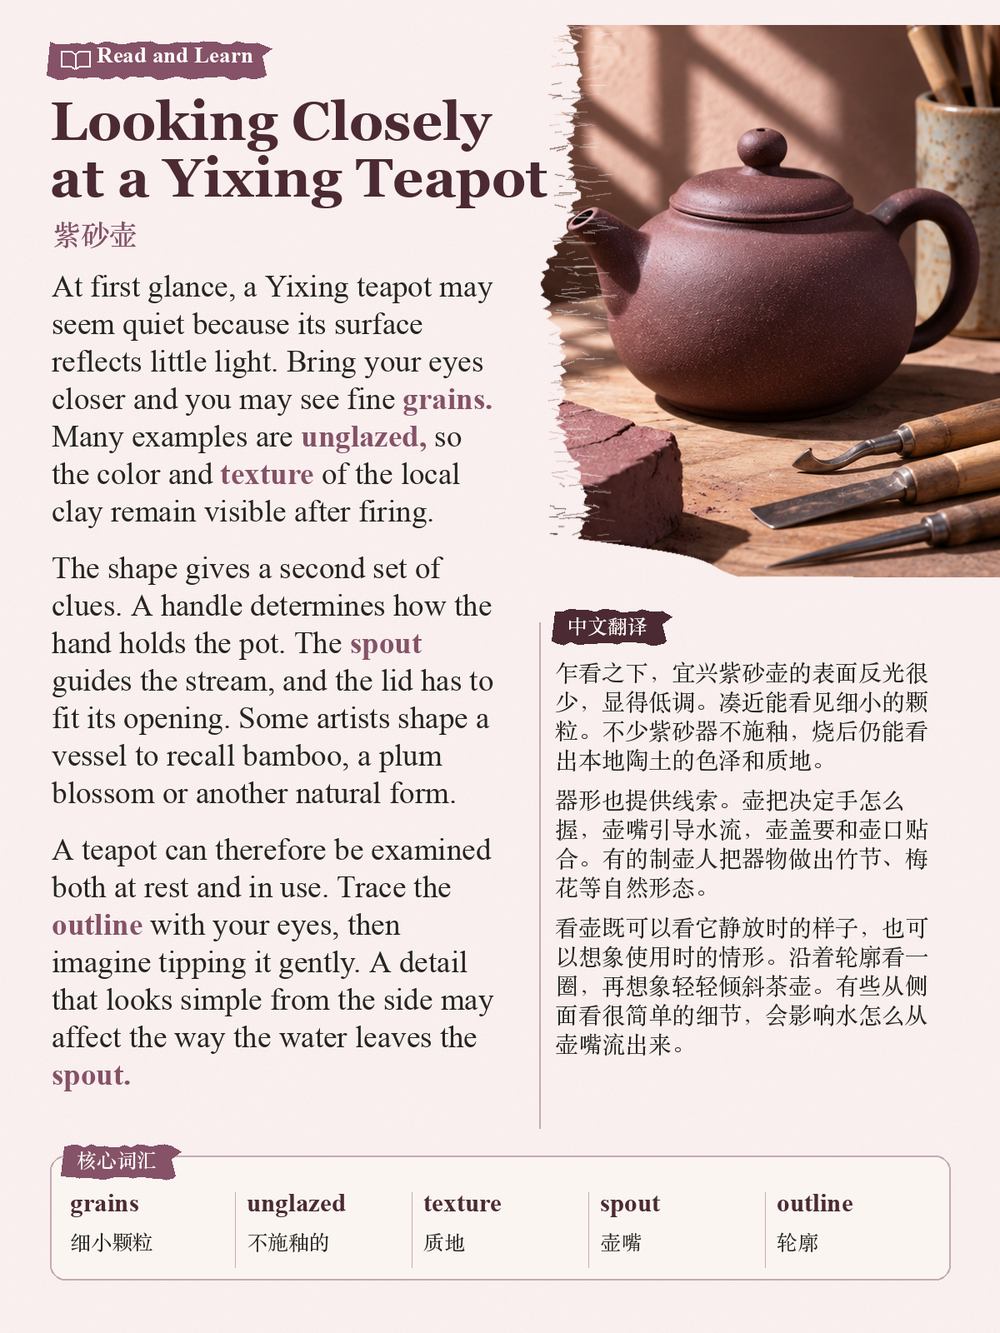 Read and Learn
Looking Closely
at a Yixing Teapot
紫砂壶
At first glance, a Yixing teapot may
seem quiet because its surface
reflects little light. Bring your eyes
closer and you may see fine grains.
Many examples are unglazed, so
the color and texture of the local
clay remain visible after firing.
The shape gives a second set of
clues. A handle determines how the
hand holds the pot. The spout
guides the stream, and the lid has to
fit its opening. Some artists shape a
vessel to recall bamboo, a plum
blossom or another natural form.
A teapot can therefore be examined
both at rest and in use. Trace the
outline with your eyes, then
imagine tipping it gently. A detail
that looks simple from the side may
affect the way the water leaves the
spout.
中文翻译
乍看之下，宜兴紫砂壶的表面反光很
少，显得低调。凑近能看见细小的颗
粒。不少紫砂器不施釉，烧后仍能看
出本地陶土的色泽和质地。
器形也提供线索。壶把决定手怎么
握，壶嘴引导水流，壶盖要和壶口贴
合。有的制壶人把器物做出竹节、梅
花等自然形态。
看壶既可以看它静放时的样子，也可
以想象使用时的情形。沿着轮廓看一
圈，再想象轻轻倾斜茶壶。有些从侧
面看很简单的细节，会影响水怎么从
壶嘴流出来。
核心词汇
grains
细小颗粒
unglazed
不施釉的
texture
质地
spout
壶嘴
outline
轮廓